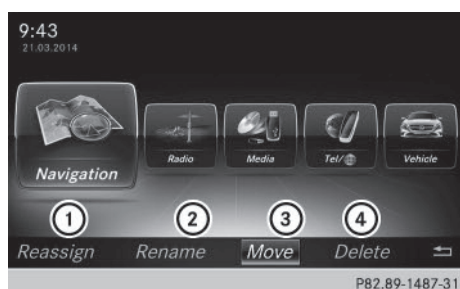 9:43
21.03.2014
Navigation
Radio
Media
Tel/
Vehicle
1
2
3
4
Reassign
Rename
Move
Delete
P82.89-1487-31